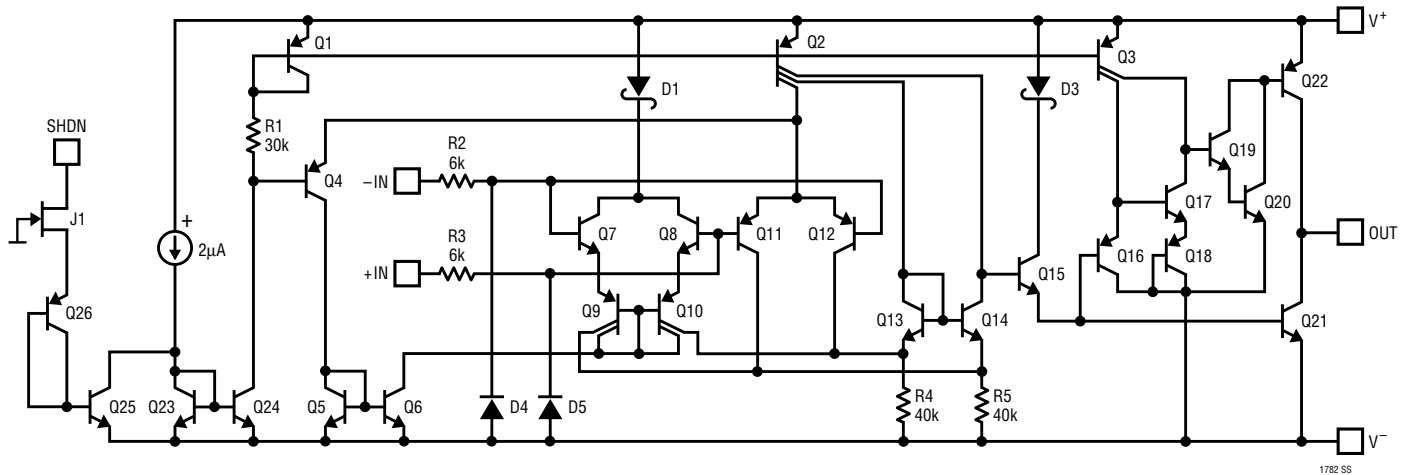 V+
Q1
Q2
Q3
Q22
D1
D3
SHDN
R1
30k
R2
6k
Q19
–IN
Q4
Q17
Q20
J1
+
2µA
Q7
Q8
Q11
Q12
OUT
R3
6k
+IN
Q15
Q16
Q18
Q26
Q9
Q10
Q13
Q14
Q21
Q25
Q23
Q24
Q5
Q6
D4
D5
R4
40k
R5
40k
V–
1782 SS